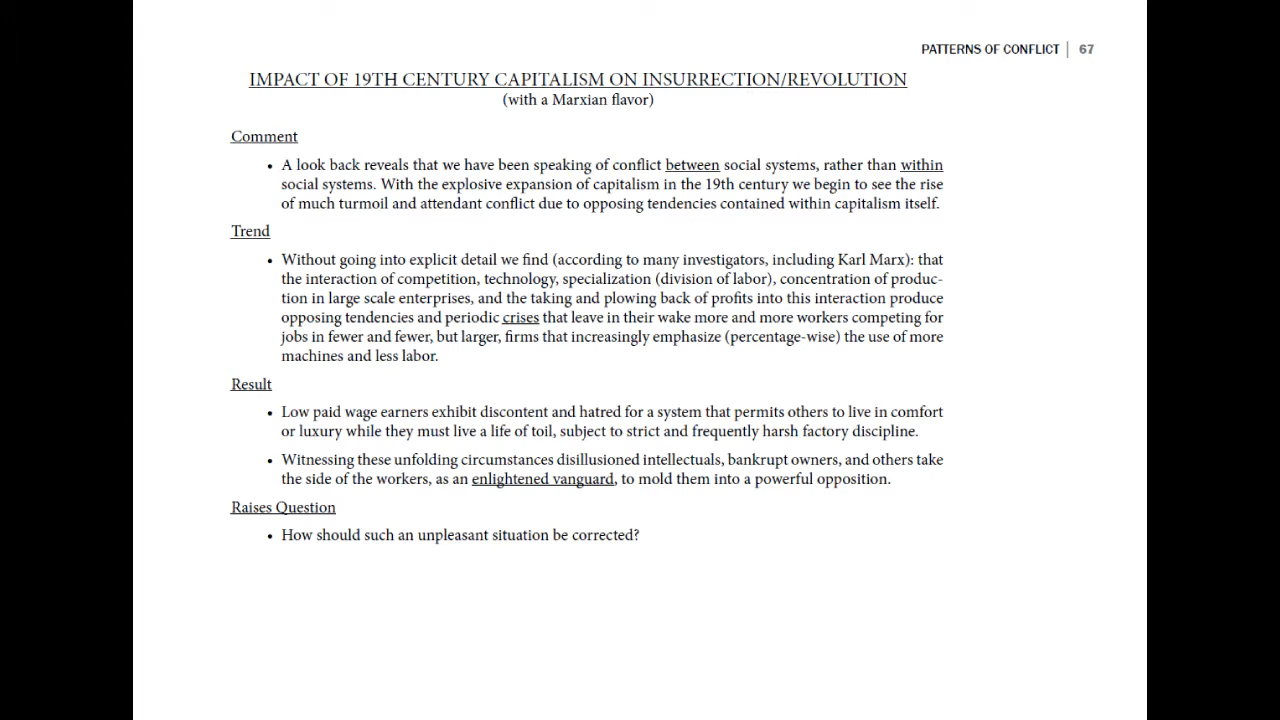 PATTERNS OF CONFLICT | 67
IMPACT OF 19TH CENTURY CAPITALISM ON INSURRECTION/REVOLUTION
(with a Marxian flavor)
Comment
• A look back reveals that we have been speaking of conflict between social systems, rather than within
social systems. With the explosive expansion of capitalism in the 19th century we begin to see the rise
of much turmoil and attendant conflict due to opposing tendencies contained within capitalism itself.
Trend
• Without going into explicit detail we find (according to many investigators, including Karl Marx): that
the interaction of competition, technology, specialization (division of labor), concentration of produc-
tion in large scale enterprises, and the taking and plowing back of profits into this interaction produce
opposing tendencies and periodic crises that leave in their wake more and more workers competing for
jobs in fewer and fewer, but larger, firms that increasingly emphasize (percentage-wise) the use of more
machines and less labor.
Result
• Low paid wage earners exhibit discontent and hatred for a system that permits others to live in comfort
or luxury while they must live a life of toil, subject to strict and frequently harsh factory discipline.
• Witnessing these unfolding circumstances disillusioned intellectuals, bankrupt owners, and others take
the side of the workers, as an enlightened vanguard, to mold them into a powerful opposition.
Raises Question
• How should such an unpleasant situation be corrected?